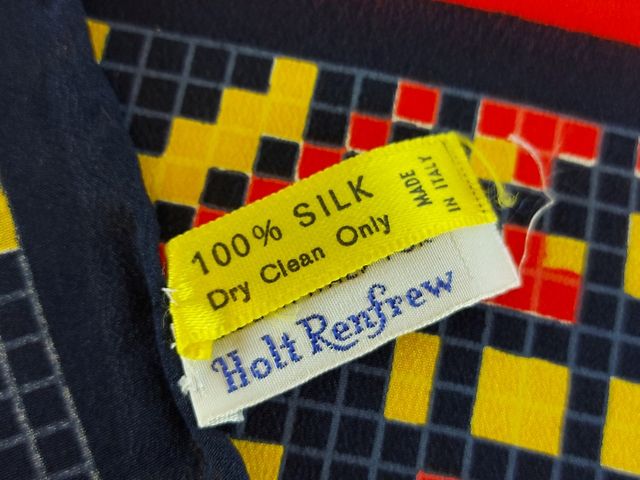 100% SILK
Dry Clean Only
MADE
IN ITALY
Holt Renfrew